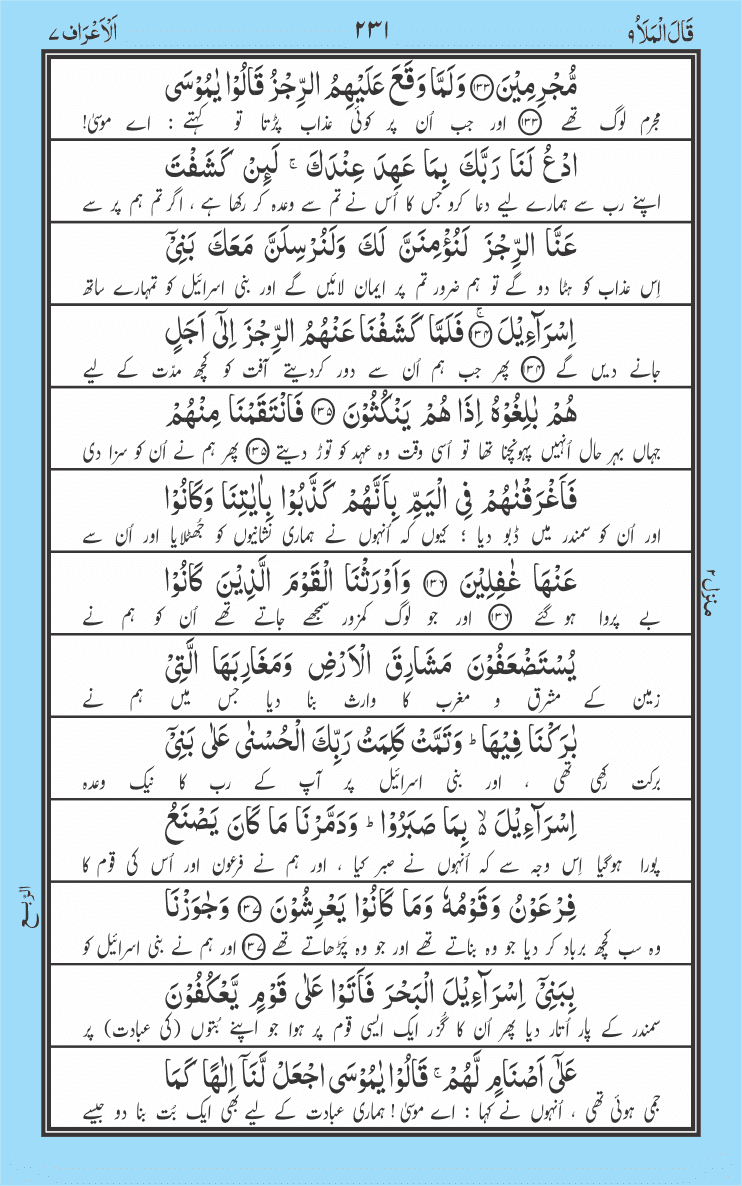 قَالَ الْمَلَاُ ٩
٢٣١
اَلْاَعْرَاف ٧
مُّجْرِمِيْنَ ۝١٣٣ وَلَمَّا وَقَعَ عَلَيْهِمُ الرِّجْزُ قَالُوْا يٰمُوْسَى
مجرم لوگ تھے ۝١٣٣ اور جب اُن پر کوئی عذاب پڑتا تو کہتے : اے موسیٰ!
ادْعُ لَنَا رَبَّكَ بِمَا عَهِدَ عِنْدَكَ ۚ لَىِٕنْ كَشَفْتَ
اپنے رب سے ہمارے لیے دعا کرو جس کا اُس نے تم سے وعدہ کر رکھا ہے ، اگر تم ہم پر سے
عَنَّا الرِّجْزَ لَنُؤْمِنَنَّ لَكَ وَلَنُرْسِلَنَّ مَعَكَ بَنِیْۤ
اِس عذاب کو ہٹا دو گے تو ہم ضرور تم پر ایمان لائیں گے اور بنی اسرائیل کو تمہارے ساتھ
اِسْرَآءِيْلَ ۝١٣٤ۚ فَلَمَّا كَشَفْنَا عَنْهُمُ الرِّجْزَ اِلٰۤى اَجَلٍ
جانے دیں گے ۝١٣٤ پھر جب ہم اُن سے دور کردیتے آفت کو کچھ مدّت کے لیے
هُمْ بٰلِغُوْهُ اِذَا هُمْ يَنْكُثُوْنَ ۝١٣٥ فَانْتَقَمْنَا مِنْهُمْ
جہاں بہر حال اُنہیں پہونچنا تھا تو اُسی وقت وہ عہد کو توڑ دیتے ۝١٣٥ پھر ہم نے اُن کو سزا دی
فَاَغْرَقْنٰهُمْ فِی الْيَمِّ بِاَنَّهُمْ كَذَّبُوْا بِاٰيٰتِنَا وَكَانُوْا
اور اُن کو سمندر میں ڈبو دیا ؛ کیوں کہ اُنہوں نے ہماری نشانیوں کو جُھٹلایا اور اُن سے
عَنْهَا غٰفِلِيْنَ ۝١٣٦ وَاَوْرَثْنَا الْقَوْمَ الَّذِيْنَ كَانُوْا
بے پروا ہو گئے ۝١٣٦ اور جو لوگ کمزور سمجھے جاتے تھے اُن کو ہم نے
يُسْتَضْعَفُوْنَ مَشَارِقَ الْاَرْضِ وَمَغَارِبَهَا الَّتِیْ
زمین کے مشرق و مغرب کا وارث بنا دیا جس میں ہم نے
بٰرَكْنَا فِيْهَا ؕ وَتَمَّتْ كَلِمَتُ رَبِّكَ الْحُسْنٰى عَلٰى بَنِیْۤ
برکت رکھی تھی ، اور بنی اسرائیل پر آپ کے رب کا نیک وعدہ
اِسْرَآءِيْلَ ۙ۬ بِمَا صَبَرُوْا ؕ وَدَمَّرْنَا مَا كَانَ يَصْنَعُ
پورا ہوگیا اِس وجہ سے کہ اُنہوں نے صبر کیا ، اور ہم نے فرعون اور اُس کی قوم کا
فِرْعَوْنُ وَقَوْمُهٗ وَمَا كَانُوْا يَعْرِشُوْنَ ۝١٣٧ وَجٰوَزْنَا
وہ سب کچھ برباد کر دیا جو وہ بناتے تھے اور جو وہ چَڑھاتے تھے ۝١٣٧ اور ہم نے بنی اسرائیل کو
بِبَنِیْۤ اِسْرَآءِيْلَ الْبَحْرَ فَاَتَوْا عَلٰى قَوْمٍ يَّعْكُفُوْنَ
سمندر کے پار اُتار دیا پھر اُن کا گُزر ایک ایسی قوم پر ہوا جو اپنے بُتوں (کی عبادت) پر
عَلٰۤى اَصْنَامٍ لَّهُمْ ۚ قَالُوْا يٰمُوْسَى اجْعَلْ لَّنَاۤ اِلٰهًا كَمَا
جمی ہوئی تھی ، اُنہوں نے کہا : اے موسیٰ! ہماری عبادت کے لیے بھی ایک بُت بنا دو جیسے
منزل ٢
الربع